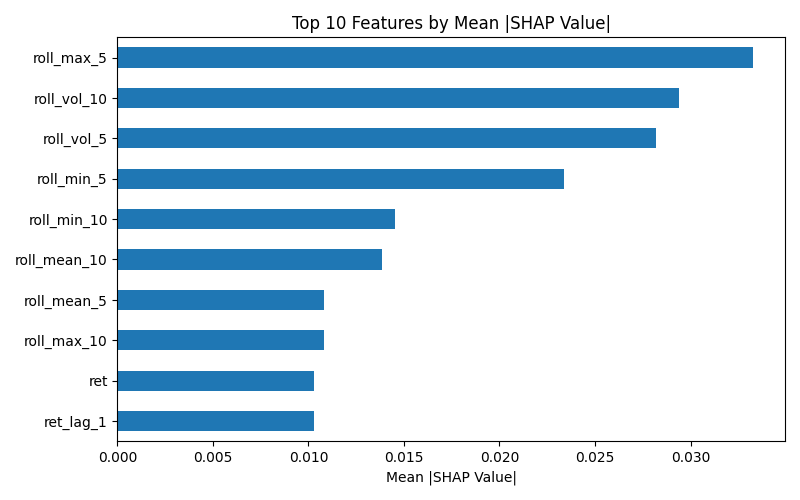 Top 10 Features by Mean |SHAP Value|
roll_max_5
roll_vol_10
roll_vol_5
roll_min_5
roll_min_10
roll_mean_10
roll_mean_5
roll_max_10
ret
ret_lag_1
0.000 0.005 0.010 0.015 0.020 0.025 0.030
Mean |SHAP Value|